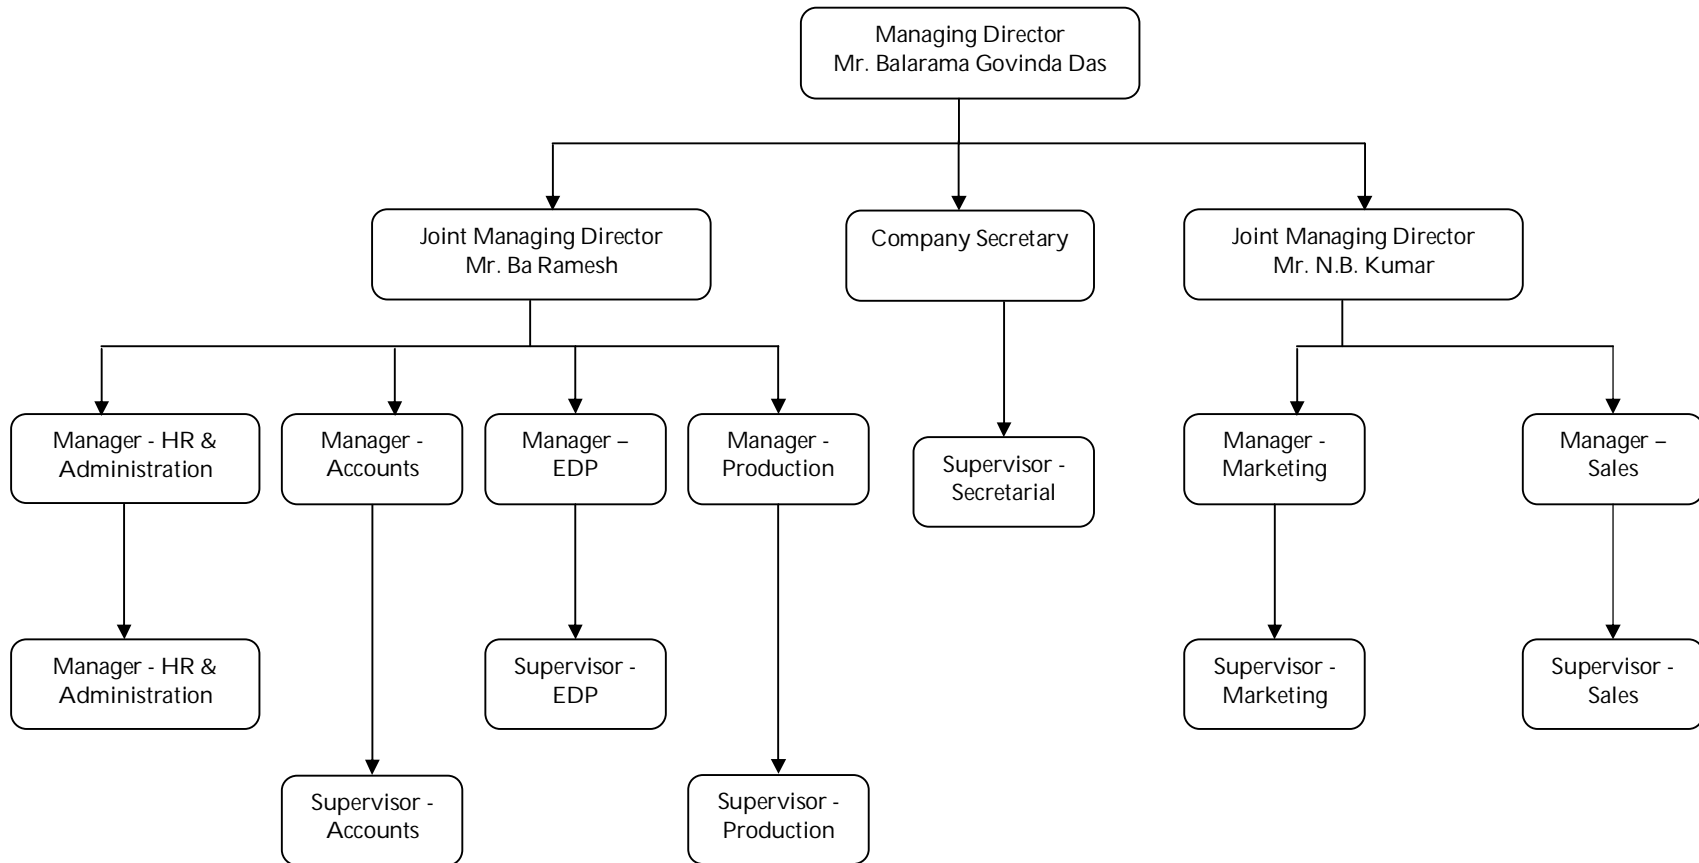 Managing Director
Mr. Balarama Govinda Das
Joint Managing Director
Mr. Ba Ramesh
Company Secretary
Joint Managing Director
Mr. N.B. Kumar
Manager - HR &
Administration
Manager -
Accounts
Manager –
EDP
Manager -
Production
Supervisor -
Secretarial
Manager -
Marketing
Manager –
Sales
Manager - HR &
Administration
Supervisor -
EDP
Supervisor -
Marketing
Supervisor -
Sales
Supervisor -
Accounts
Supervisor -
Production